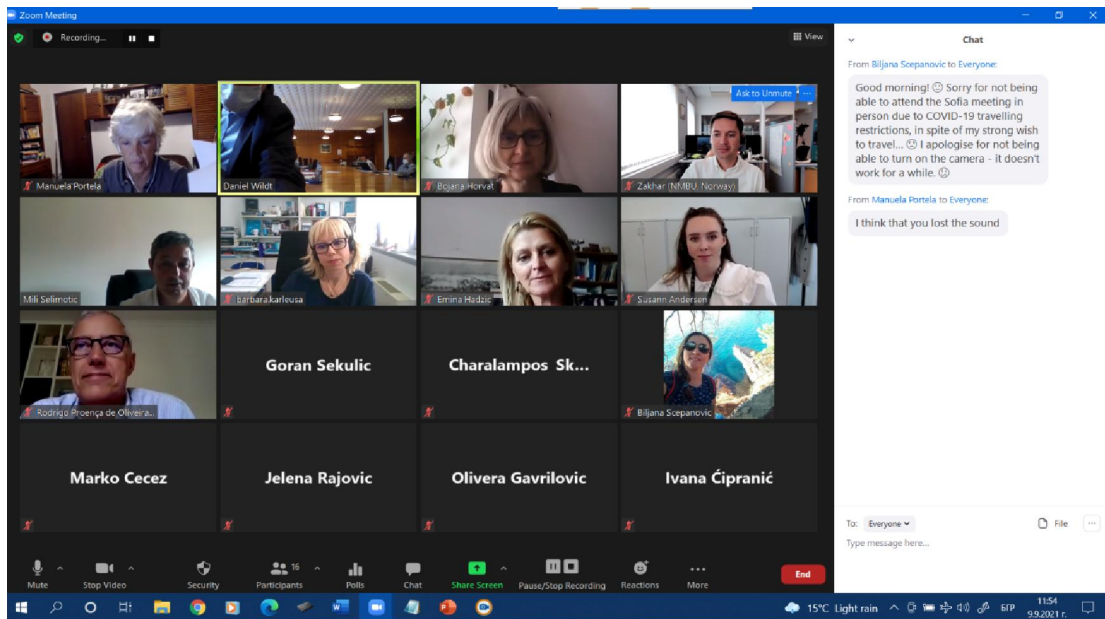 Zoom Meeting
Recording...
View
Ask to Unmute ...
Manuela Portela
Daniel Wildt
Bojana Horvat
Zakhar (NMBU, Norway)
Mili Selimotic
barbara.karleusa
Emina Hadzic
Susann Andersen
Rodrigo Proença de Oliveira...
Goran Sekulic
Charalampos Sk...
Biljana Scepanovic
Marko Cecez
Jelena Rajovic
Olivera Gavrilovic
Ivana Ćipranić
Mute
Stop Video
Security
Participants
16
Polls
Chat
Share Screen
Pause/Stop Recording
Reactions
More
End
Chat
From Biljana Scepanovic to Everyone:
Good morning! Sorry for not being
able to attend the Sofia meeting in
person due to COVID-19 travelling
restrictions, in spite of my strong wish
to travel... I apologise for not being
able to turn on the camera - it doesn't
work for a while.
From Manuela Portela to Everyone:
I think that you lost the sound
To: Everyone
File
...
Type message here...
15°C Light rain
БГР
11:54
9.9.2021 г.